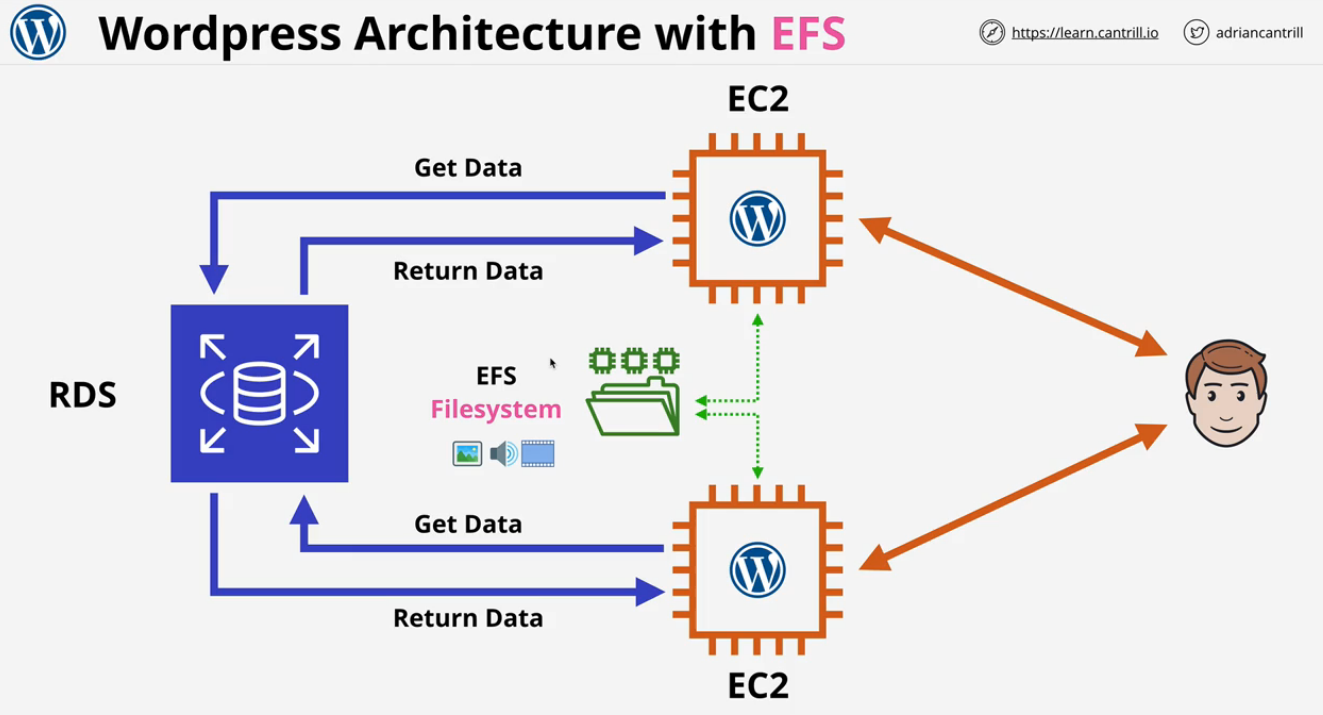 Wordpress Architecture with EFS
https://learn.cantrill.io
adriancantrill
EC2
Get Data
Return Data
RDS
EFS
Filesystem
Get Data
Return Data
EC2